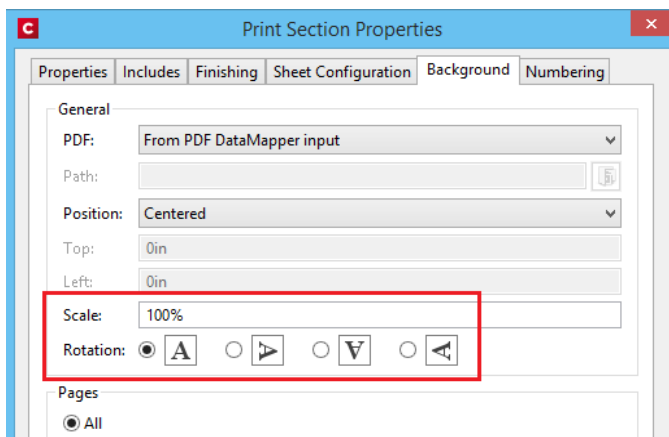 C Print Section Properties ×
Properties Includes Finishing Sheet Configuration Background Numbering
General
PDF: From PDF DataMapper input
Path:
Position: Centered
Top: 0in
Left: 0in
Scale: 100%
Rotation: A A A A
Pages
All